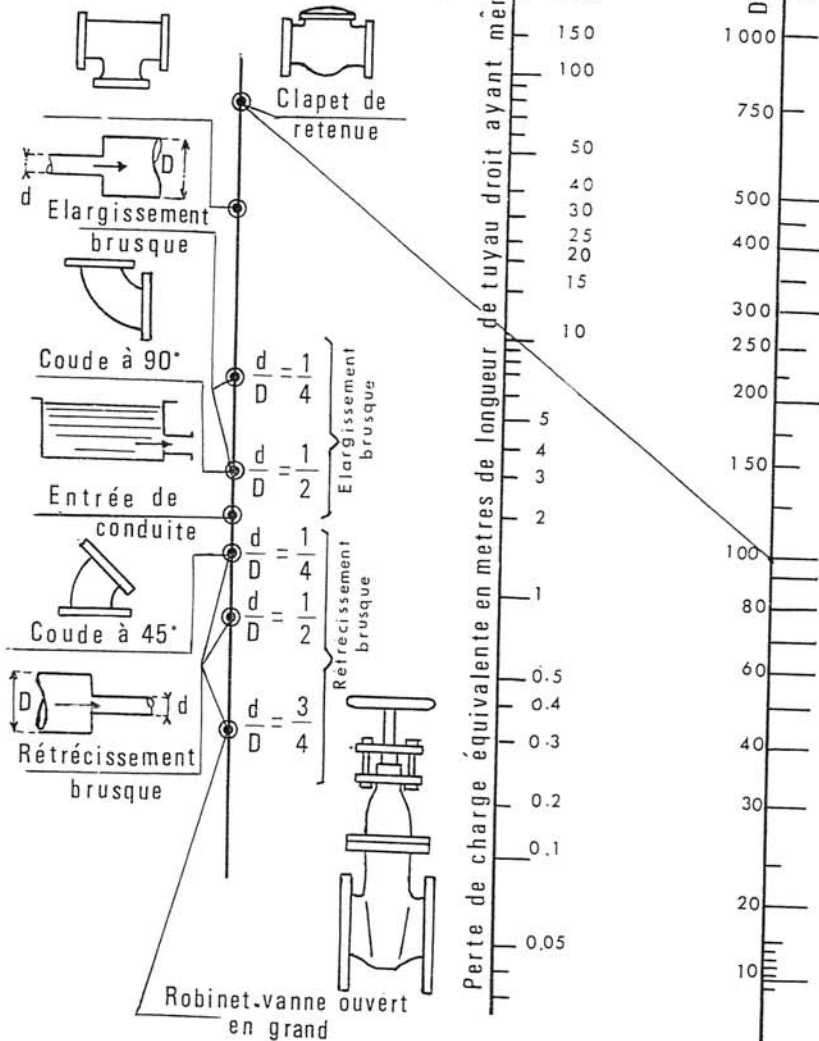 Clapet de
retenue
d
D
Elargissement
brusque
Coude à 90°
Entrée de
conduite
Coude à 45°
D
d
Rétrécissement
brusque
d/D = 1/4
d/D = 1/2
Elargissement
brusque
d/D = 1/4
d/D = 1/2
d/D = 3/4
Rétrécissement
brusque
Robinet-vanne ouvert
en grand
Perte de charge équivalente en metres de longueur de tuyau droit ayant
150
100
50
40
30
25
20
15
10
5
4
3
2
1
0.5
0.4
0.3
0.2
0.1
0.05
D
1000
750
500
400
300
250
200
150
100
80
60
40
30
20
10